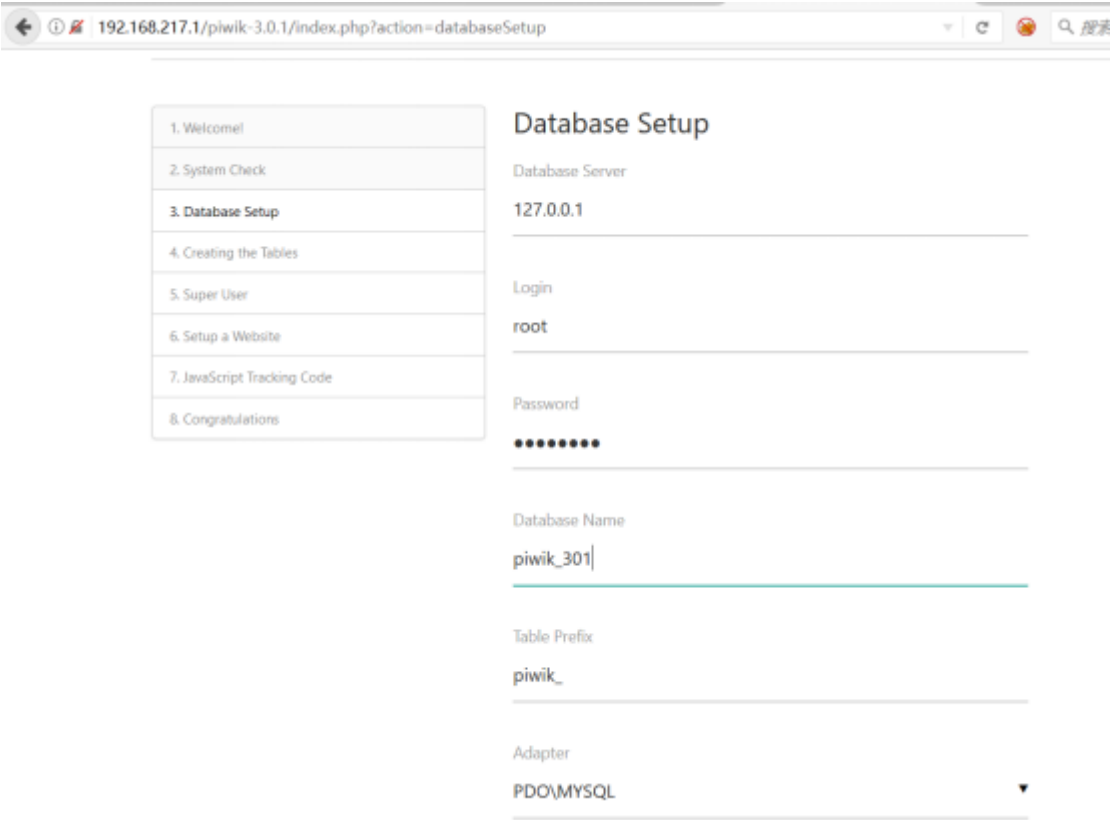 192.168.217.1/piwik-3.0.1/index.php?action=databaseSetup
搜索
1. Welcome!
2. System Check
3. Database Setup
4. Creating the Tables
5. Super User
6. Setup a Website
7. JavaScript Tracking Code
8. Congratulations
Database Setup
Database Server
127.0.0.1
Login
root
Password
••••••••
Database Name
piwik_301
Table Prefix
piwik_
Adapter
PDO\MYSQL